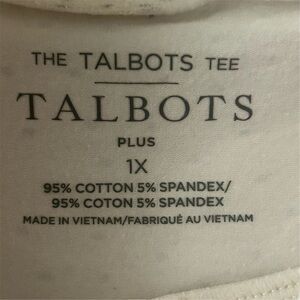 THE TALBOTS TEE
TALBOTS
PLUS
1X
95% COTTON 5% SPANDEX/
95% COTON 5% SPANDEX
MADE IN VIETNAM/FABRIQUÉ AU VIETNAM